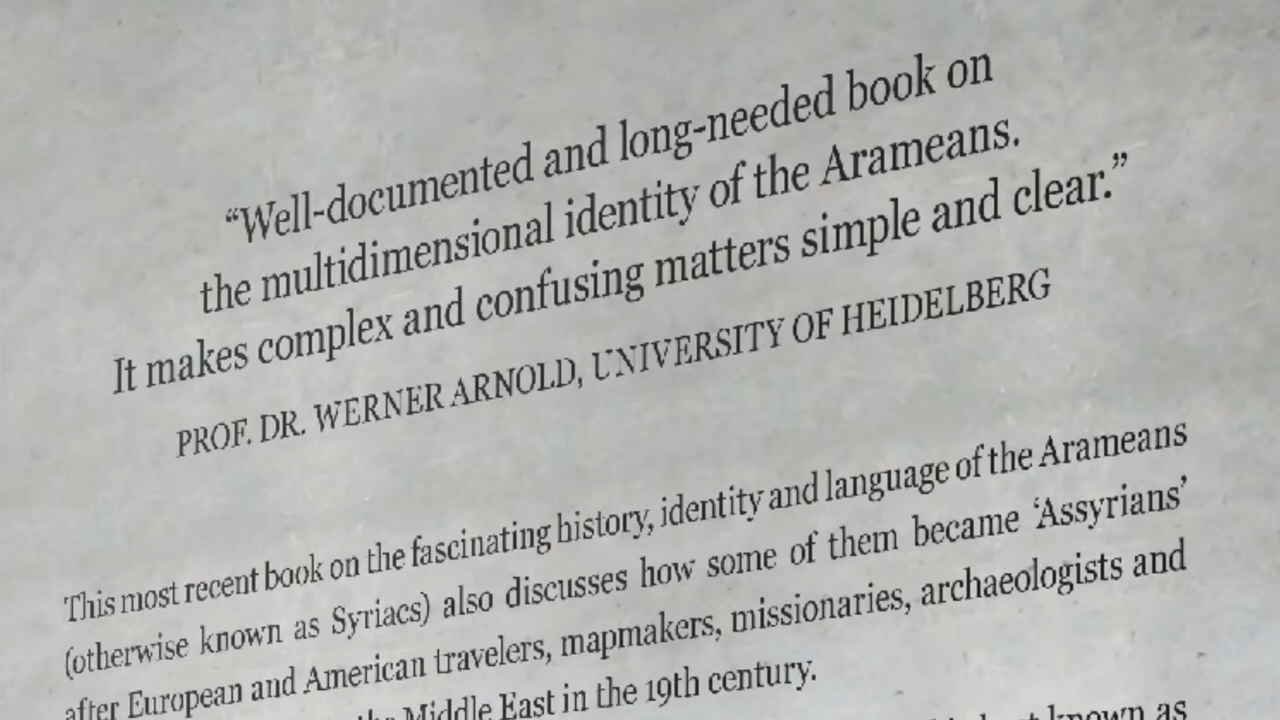 “Well-documented and long-needed book on
the multidimensional identity of the Arameans.
It makes complex and confusing matters simple and clear.”
PROF. DR. WERNER ARNOLD, UNIVERSITY OF HEIDELBERG
This most recent book on the fascinating history, identity and language of the Arameans
(otherwise known as Syriacs) also discusses how some of them became ‘Assyrians’
after European and American travelers, mapmakers, missionaries, archaeologists and
the Middle East in the 19th century.
known as